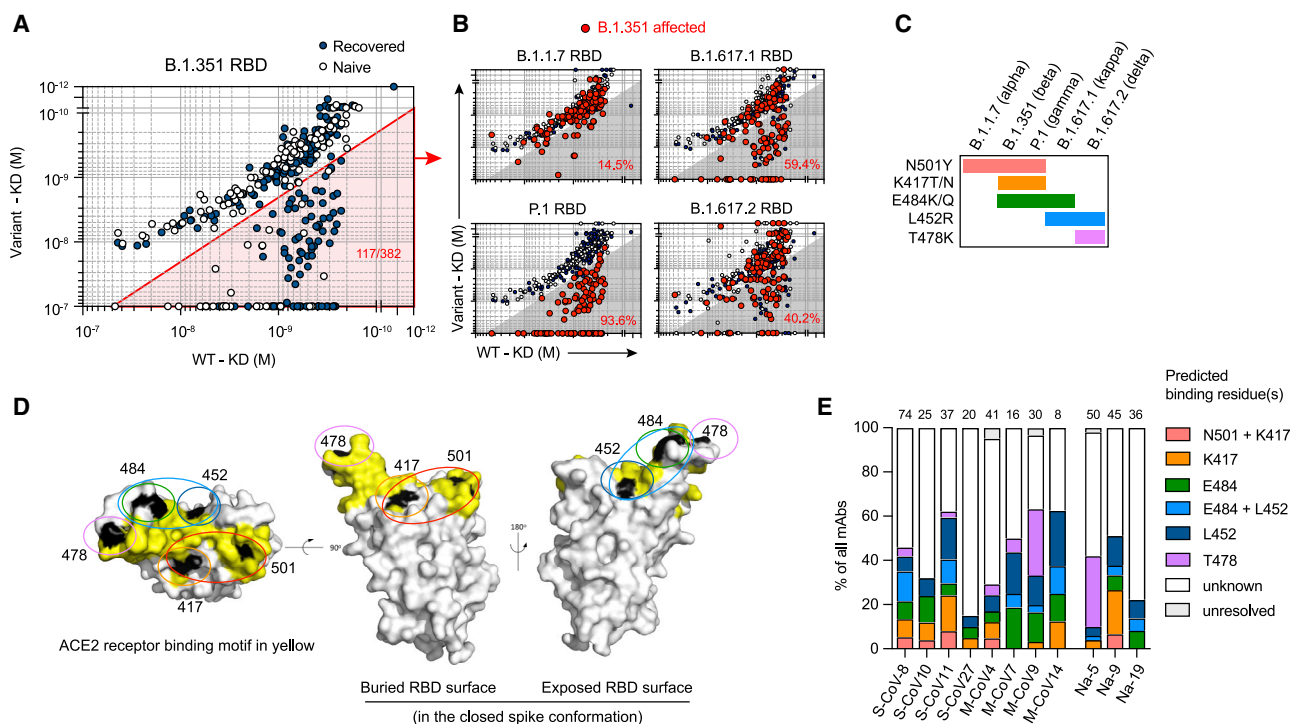 A
Recovered
Naive
B.1.351 RBD
10-12
10-10
10-9
10-8
10-7
Variant - KD (M)
117/382
10-7
10-8
10-9
10-10
10-12
WT - KD (M)
B
B.1.351 affected
B.1.1.7 RBD
14.5%
B.1.617.1 RBD
59.4%
P.1 RBD
93.6%
B.1.617.2 RBD
40.2%
Variant - KD (M)
WT - KD (M)
C
B.1.1.7 (alpha)
B.1.351 (beta)
P.1 (gamma)
B.1.617.1 (kappa)
B.1.617.2 (delta)
N501Y
K417T/N
E484K/Q
L452R
T478K
D
484
452
478
501
417
ACE2 receptor binding motif in yellow
90°
478
417
501
Buried RBD surface
180°
484
478
452
Exposed RBD surface
(in the closed spike conformation)
E
74 25 37 20 41 16 30 8 50 45 36
100
80
60
40
20
0
% of all mAbs
S-CoV-8
S-CoV10
S-CoV11
S-CoV27
M-CoV4
M-CoV7
M-CoV9
M-CoV14
Na-5
Na-9
Na-19
Predicted
binding residue(s)
N501 + K417
K417
E484
E484 + L452
L452
T478
unknown
unresolved